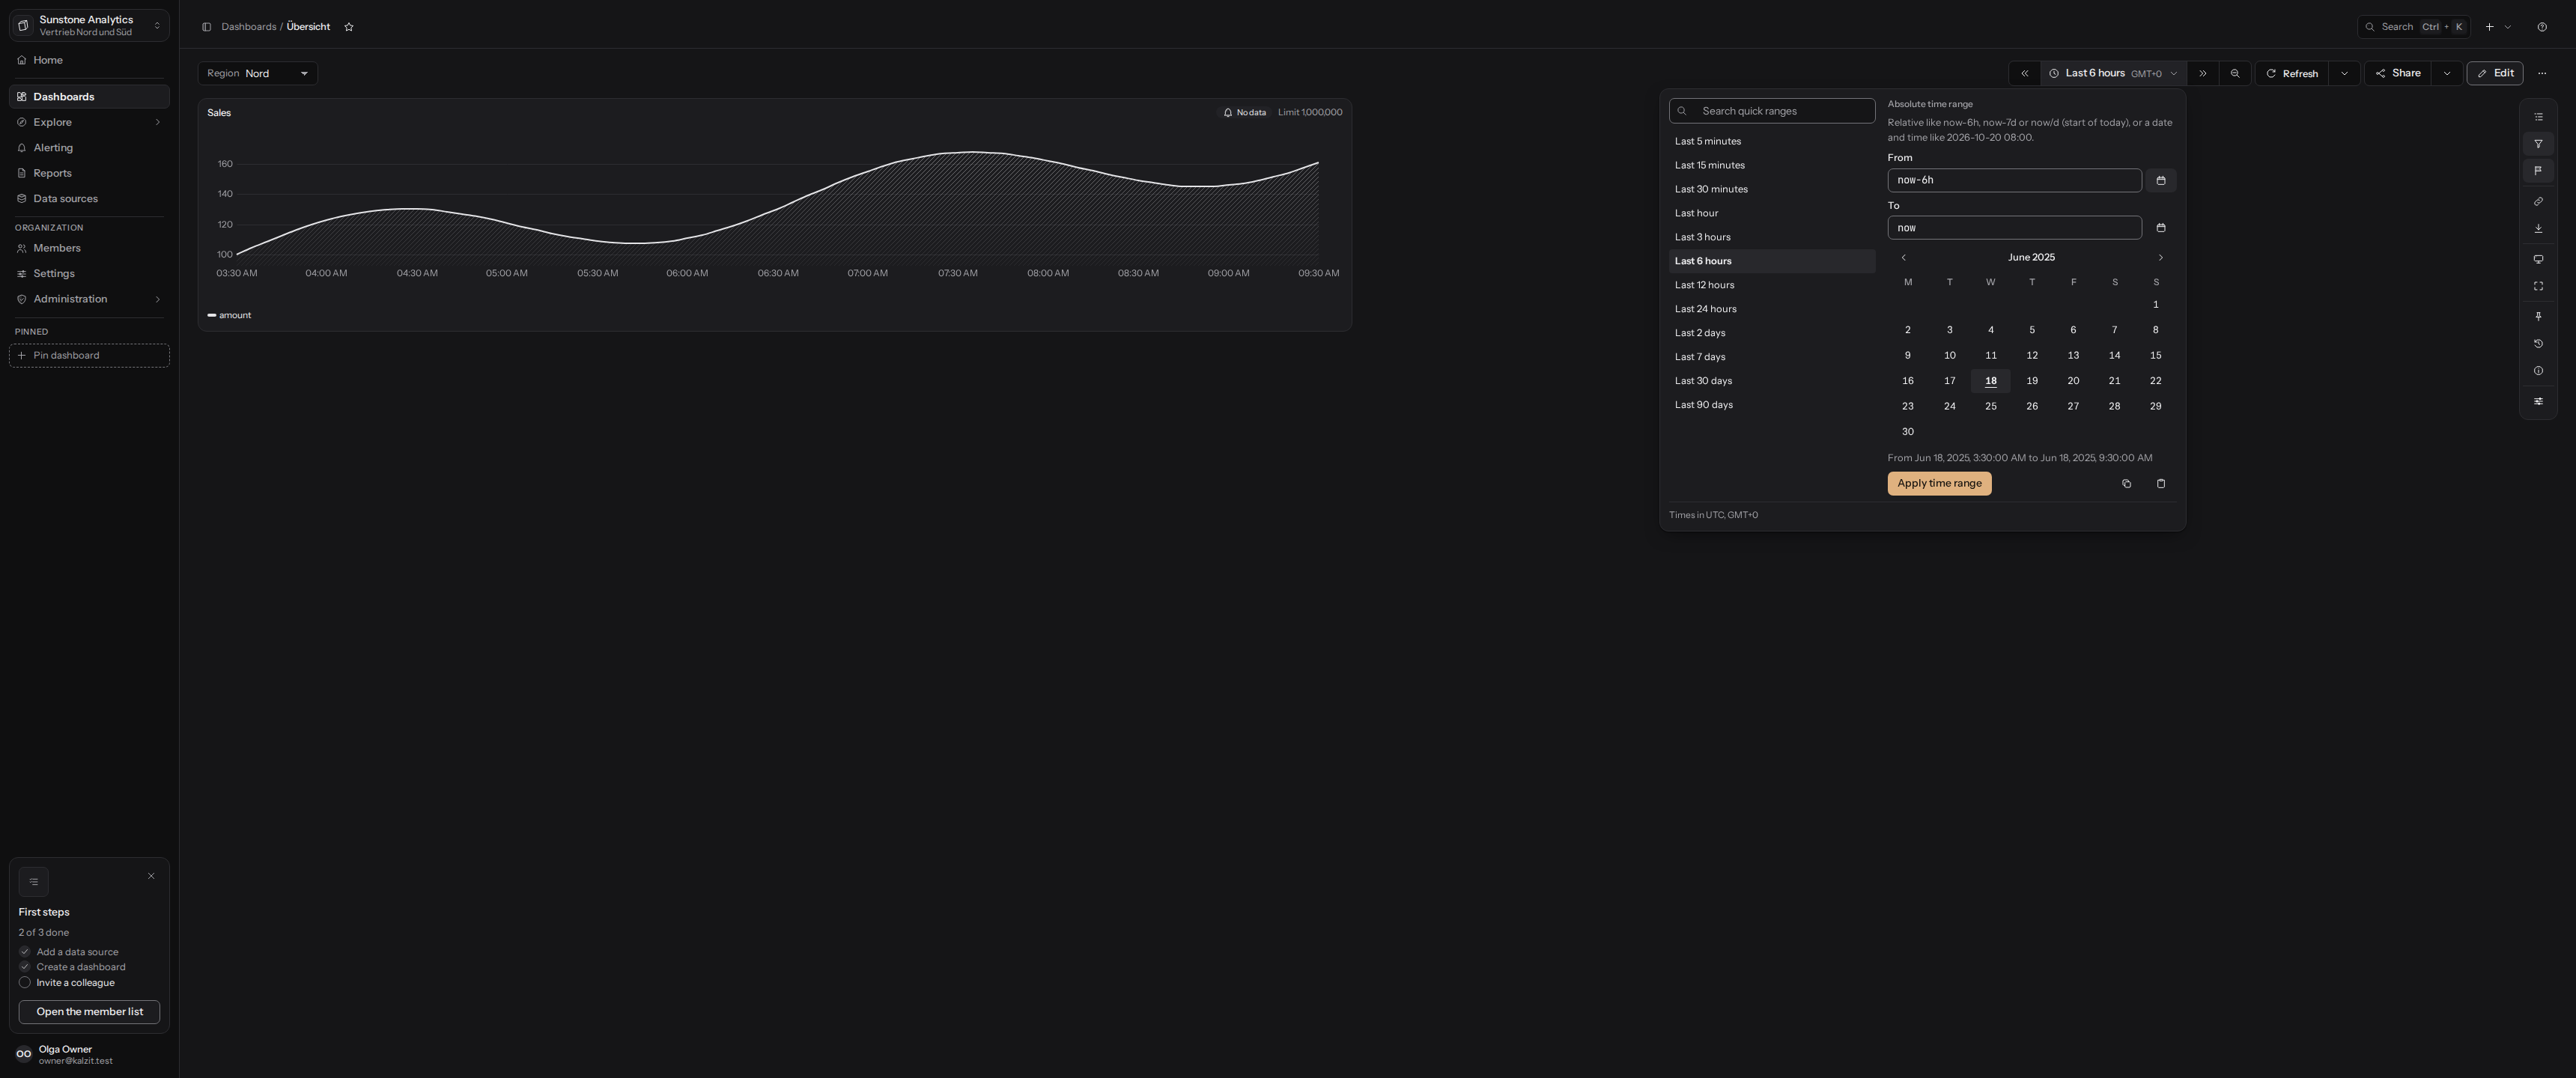 Sunstone Analytics
Vertrieb Nord und Süd
Home
Dashboards
Explore
Alerting
Reports
Data sources
ORGANIZATION
Members
Settings
Administration
PINNED
Pin dashboard
First steps
2 of 3 done
Add a data source
Create a dashboard
Invite a colleague
Open the member list
OO
Olga Owner
owner@kalzit.test
Dashboards / Übersicht
Search Ctrl + K
Region Nord
Last 6 hours GMT+0
Refresh
Share
Edit
Sales
No data
Limit 1,000,000
160
140
120
100
03:30 AM 04:00 AM 04:30 AM 05:00 AM 05:30 AM 06:00 AM 06:30 AM 07:00 AM 07:30 AM 08:00 AM 08:30 AM 09:00 AM 09:30 AM
amount
Search quick ranges
Last 5 minutes
Last 15 minutes
Last 30 minutes
Last hour
Last 3 hours
Last 6 hours
Last 12 hours
Last 24 hours
Last 2 days
Last 7 days
Last 30 days
Last 90 days
Absolute time range
Relative like now-6h, now-7d or now/d (start of today), or a date
and time like 2026-10-20 08:00.
From
now-6h
To
now
June 2025
M T W T F S S
1
2 3 4 5 6 7 8
9 10 11 12 13 14 15
16 17 18 19 20 21 22
23 24 25 26 27 28 29
30
From Jun 18, 2025, 3:30:00 AM to Jun 18, 2025, 9:30:00 AM
Apply time range
Times in UTC, GMT+0